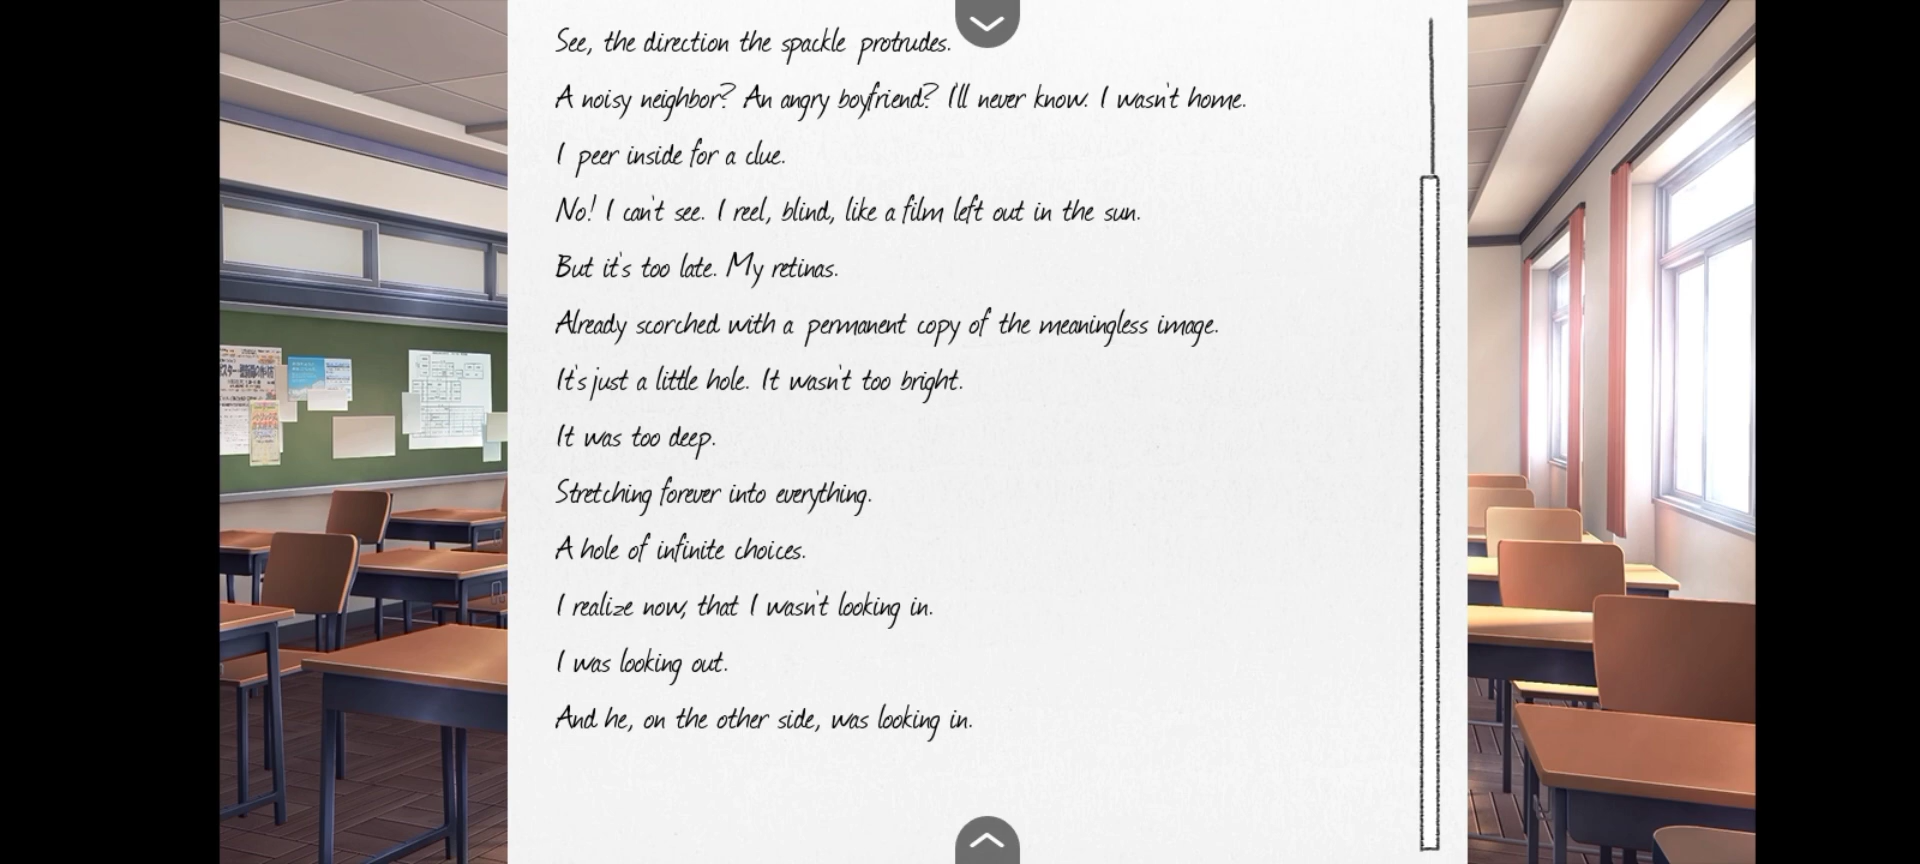 See, the direction the spackle protrudes.
A noisy neighbor? An angry boyfriend? I'll never know. I wasn't home.
I peer inside for a clue.
No! I can't see. I reel, blind, like a film left out in the sun.
But it's too late. My retinas.
Already scorched with a permanent copy of the meaningless image.
It's just a little hole. It wasn't too bright.
It was too deep.
Stretching forever into everything.
A hole of infinite choices.
I realize now, that I wasn't looking in.
I was looking out.
And he, on the other side, was looking in.